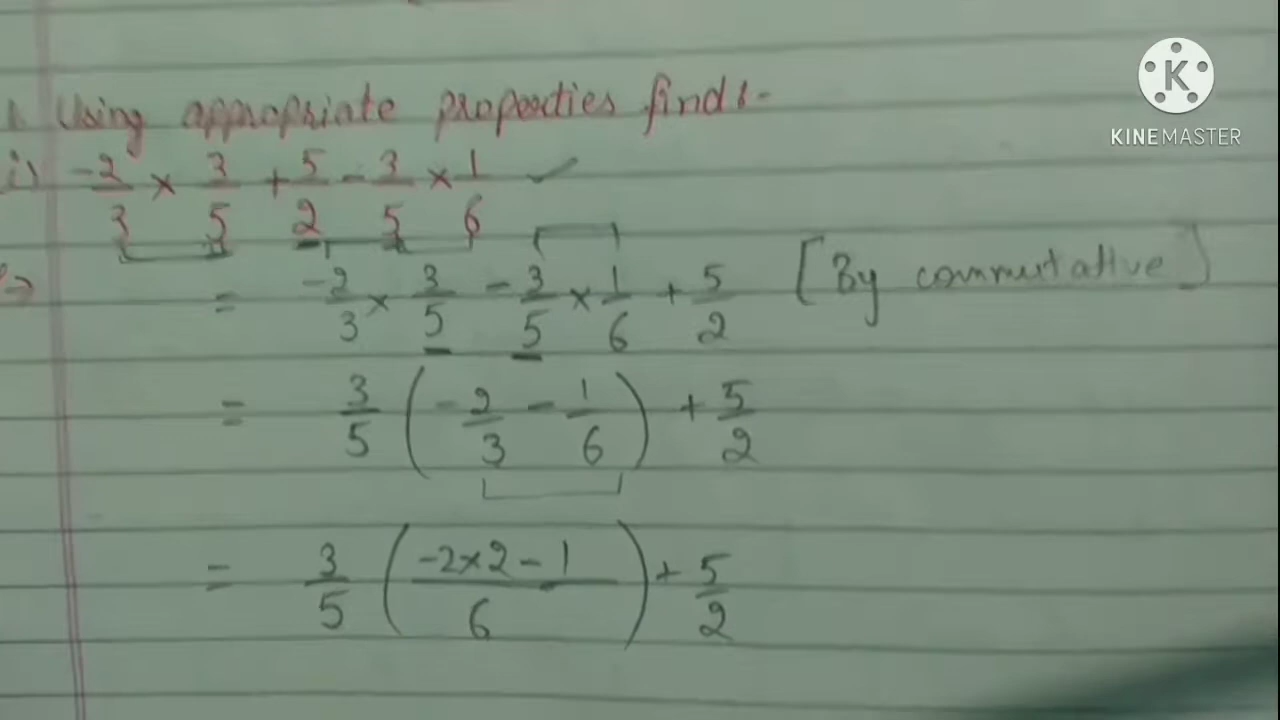 1. Using appropriate properties find :-
i) -2/3 × 3/5 + 5/2 - 3/5 × 1/6 ✓
= -2/3 × 3/5 - 3/5 × 1/6 + 5/2 [By commutative]
= 3/5 (-2/3 - 1/6) + 5/2
= 3/5 (-2×2-1/6) + 5/2
K
KINEMASTER